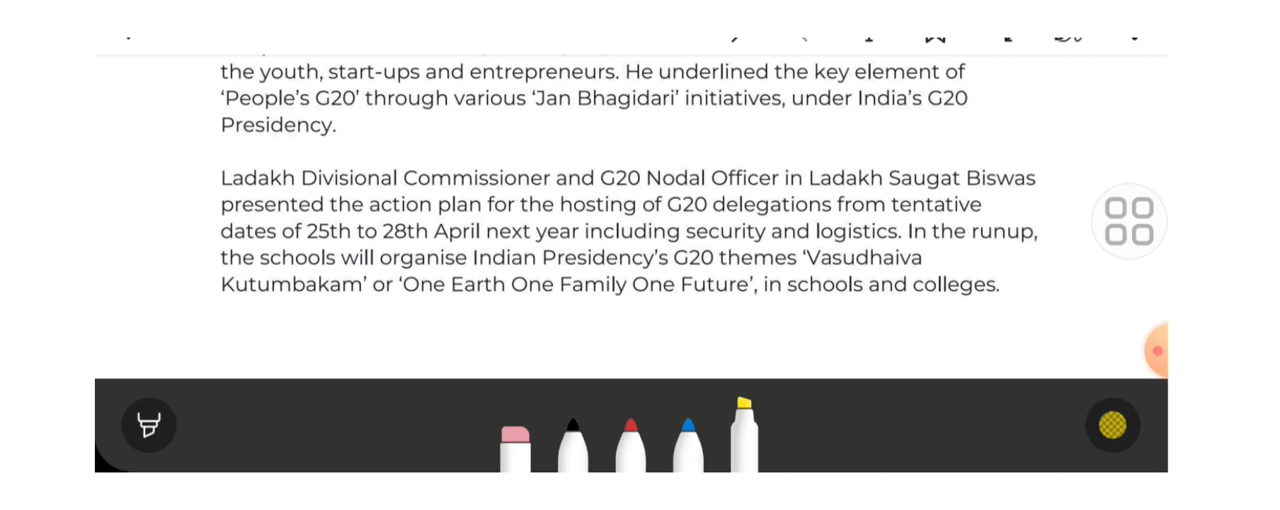 the youth, start-ups and entrepreneurs. He underlined the key element of
‘People’s G20’ through various ‘Jan Bhagidari’ initiatives, under India’s G20
Presidency.
Ladakh Divisional Commissioner and G20 Nodal Officer in Ladakh Saugat Biswas
presented the action plan for the hosting of G20 delegations from tentative
dates of 25th to 28th April next year including security and logistics. In the runup,
the schools will organise Indian Presidency’s G20 themes ‘Vasudhaiva
Kutumbakam’ or ‘One Earth One Family One Future’, in schools and colleges.